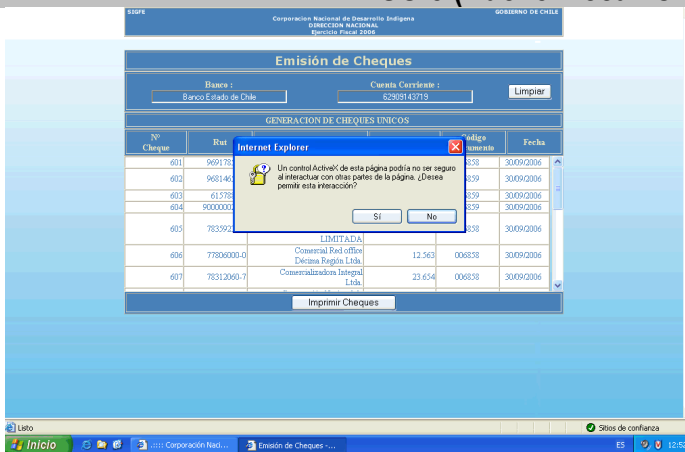 SIGFE
GOBIERNO DE CHILE
Corporacion Nacional de Desarrollo Indigena
DIRECCION NACIONAL
Ejercicio Fiscal 2006
Emisión de Cheques
Banco :
Cuenta Corriente :
Banco Estado de Chile
62909143719
Limpiar
GENERACION DE CHEQUES UNICOS
Nº Cheque
Rut
Codigo
Fecha
Internet Explorer
Un control ActiveX de esta página podría no ser seguro
al interactuar con otras partes de la página. ¿Desea
permitir esta interacción?
Sí
No
601 30/09/2006
602 30/09/2006
603 30/09/2006
604 30/09/2006
605 30/09/2006
LIMITADA
606 77806000-0 Comercial Red office Décima Región Ltda. 12.563 006858 30/09/2006
607 78312060-7 Comercializadora Integral Ltda. 23.654 006858 30/09/2006
Imprimir Cheques
Listo
Sitios de confianza
Inicio
.:::: Corporación Naci...
Emisión de Cheques -...
ES